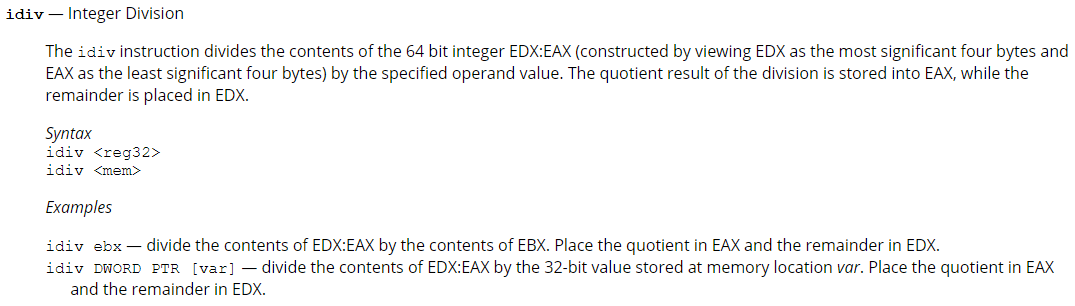 idiv — Integer Division
The idiv instruction divides the contents of the 64 bit integer EDX:EAX (constructed by viewing EDX as the most significant four bytes and
EAX as the least significant four bytes) by the specified operand value. The quotient result of the division is stored into EAX, while the
remainder is placed in EDX.
Syntax
idiv <reg32>
idiv <mem>
Examples
idiv ebx — divide the contents of EDX:EAX by the contents of EBX. Place the quotient in EAX and the remainder in EDX.
idiv DWORD PTR [var] — divide the contents of EDX:EAX by the 32-bit value stored at memory location var. Place the quotient in EAX
and the remainder in EDX.